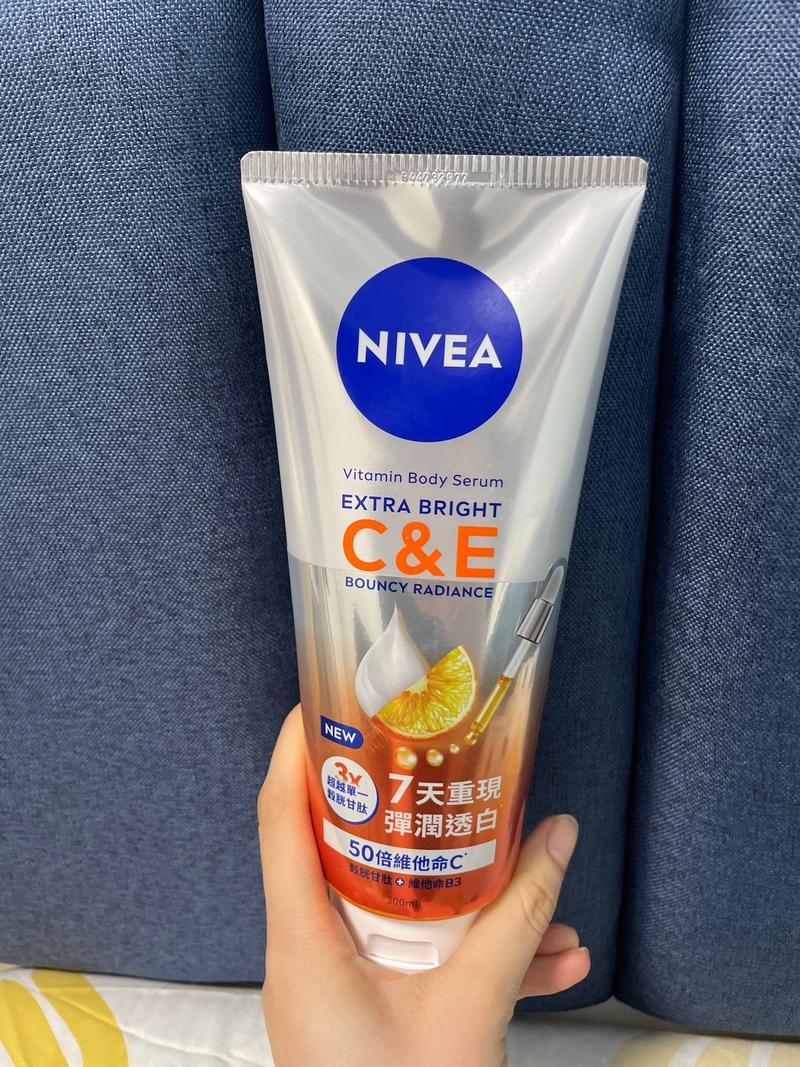 NIVEA
Vitamin Body Serum
EXTRA BRIGHT
C&E
BOUNCY RADIANCE
NEW
3x
超越單一
穀胱甘肽
7天重現
彈潤透白
50倍維他命C*
穀胱甘肽+維他命B3
300ml